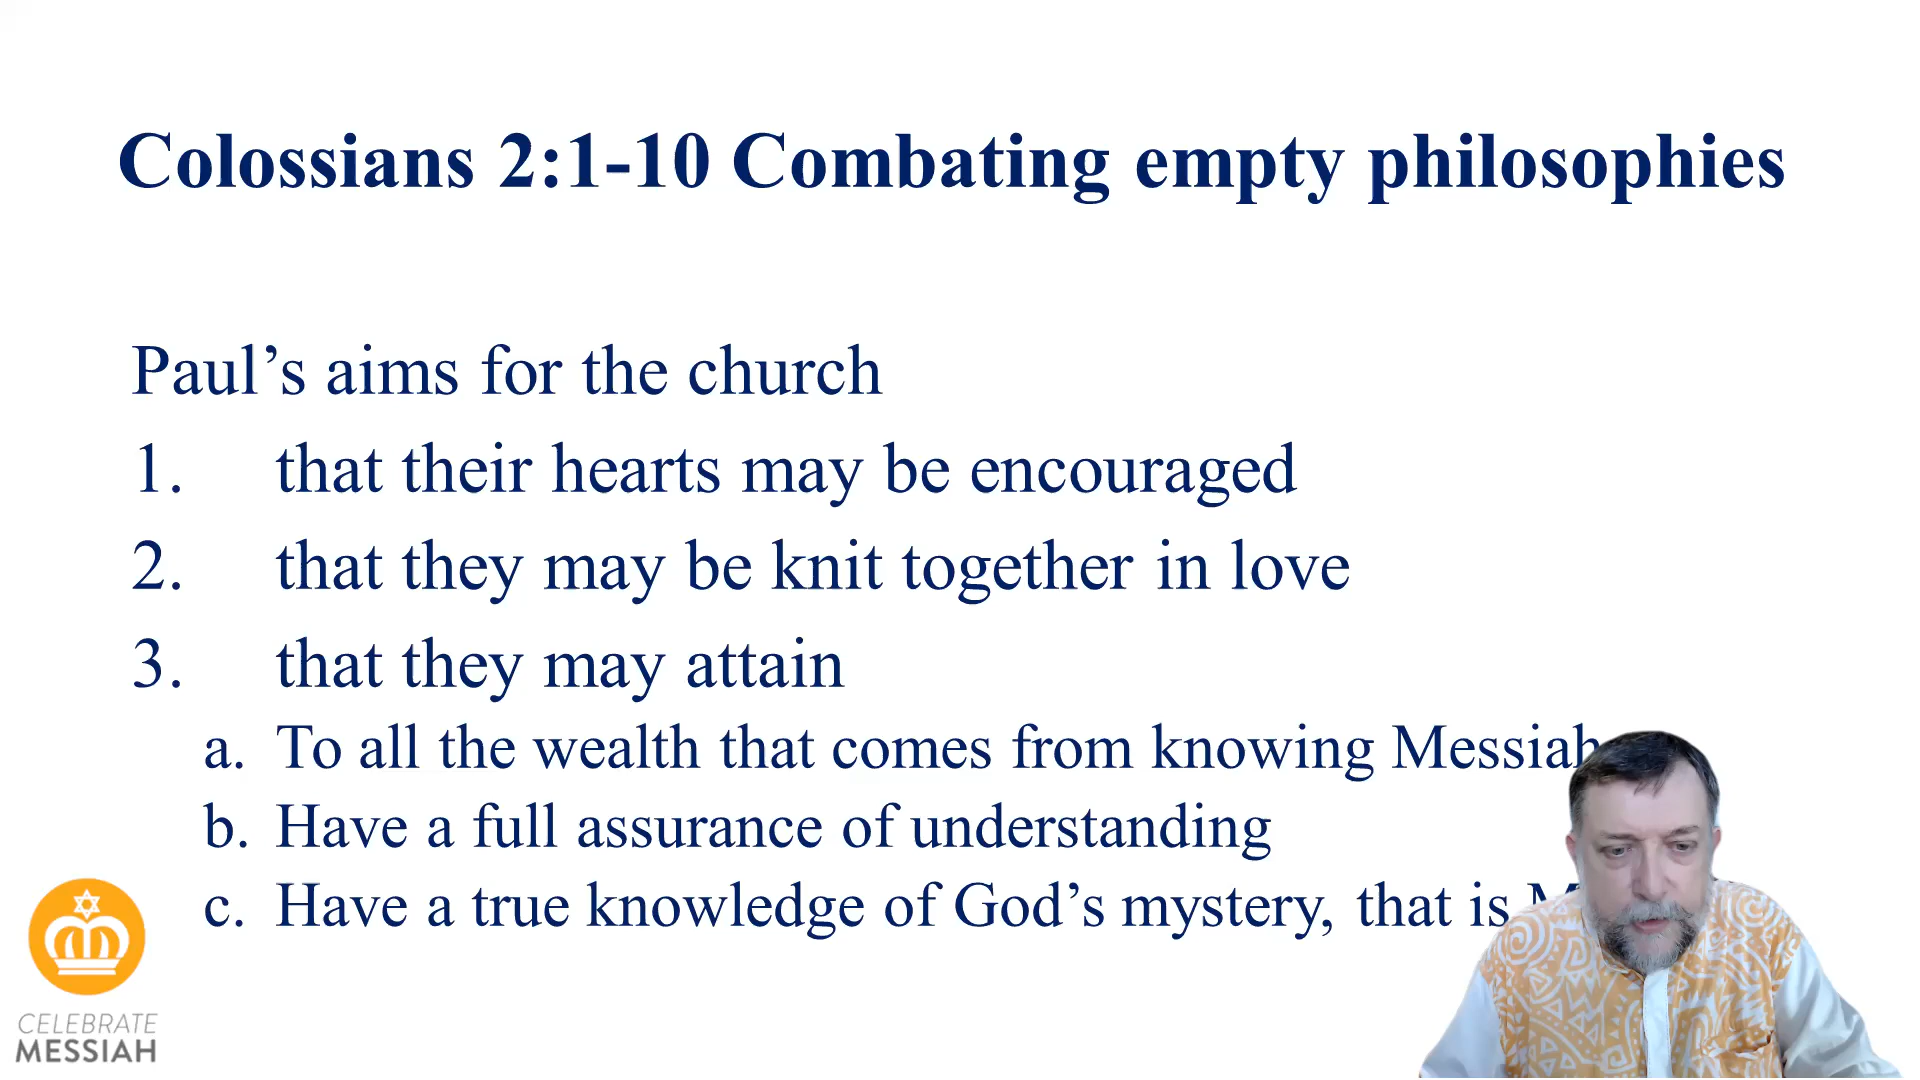 Colossians 2:1-10 Combating empty philosophies
Paul’s aims for the church
1. that their hearts may be encouraged
2. that they may be knit together in love
3. that they may attain
a. To all the wealth that comes from knowing Messiah
b. Have a full assurance of understanding
c. Have a true knowledge of God’s mystery, that is
CELEBRATE
MESSIAH